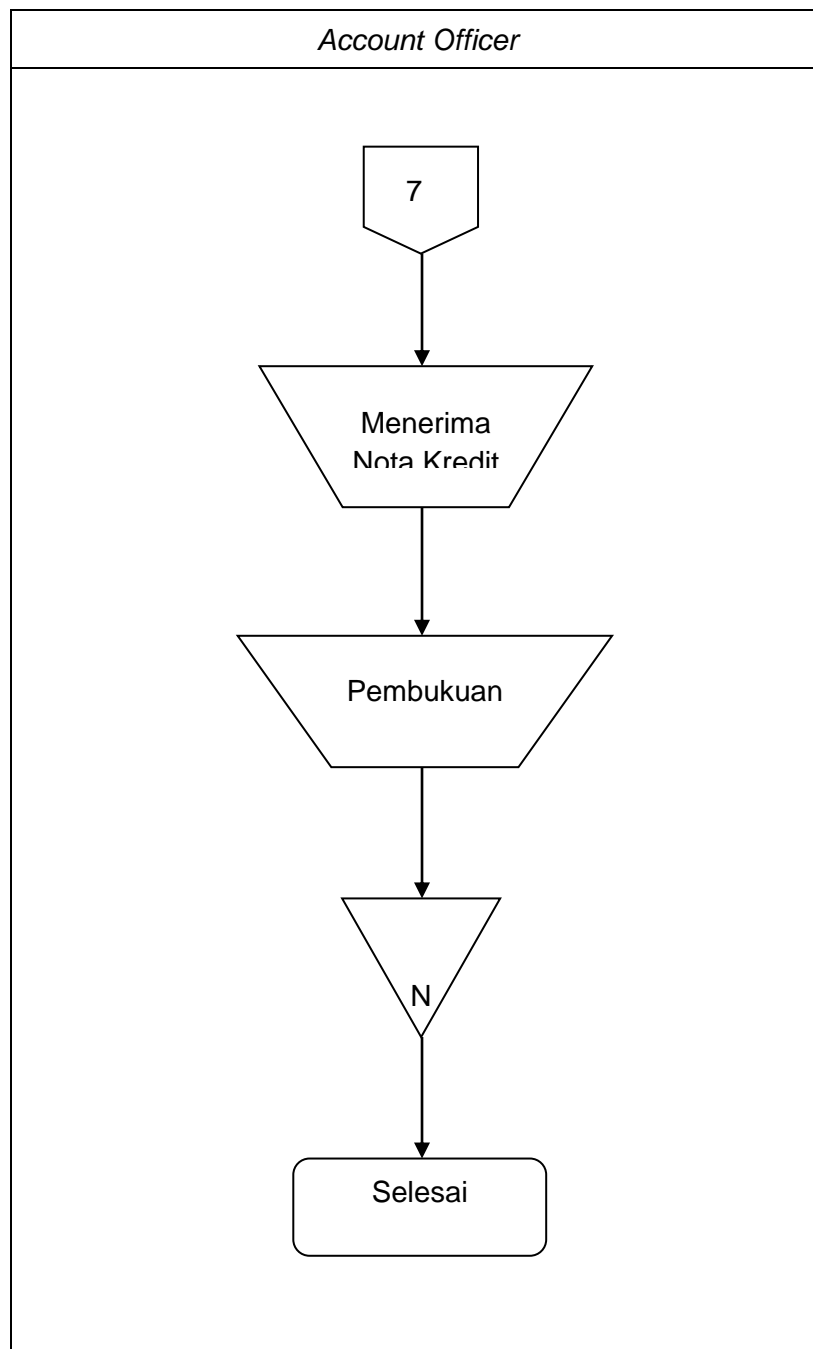 Account Officer
7
Menerima
Nota Kredit
Pembukuan
N
Selesai